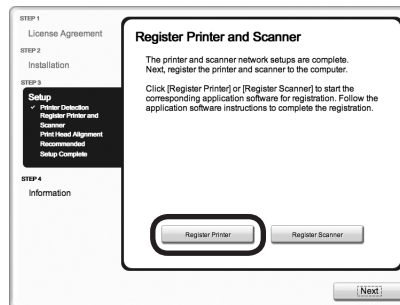 STEP 1
License Agreement
STEP 2
Installation
STEP 3
Setup
✓ Printer Detection
Register Printer and
Scanner
Print Head Alignment
Recommended
Setup Complete
STEP 4
Information
Register Printer and Scanner
The printer and scanner network setups are complete.
Next, register the printer and scanner to the computer.
Click [Register Printer] or [Register Scanner] to start the
corresponding application software for registration. Follow the
application software instructions to complete the registration.
Register Printer
Register Scanner
Next